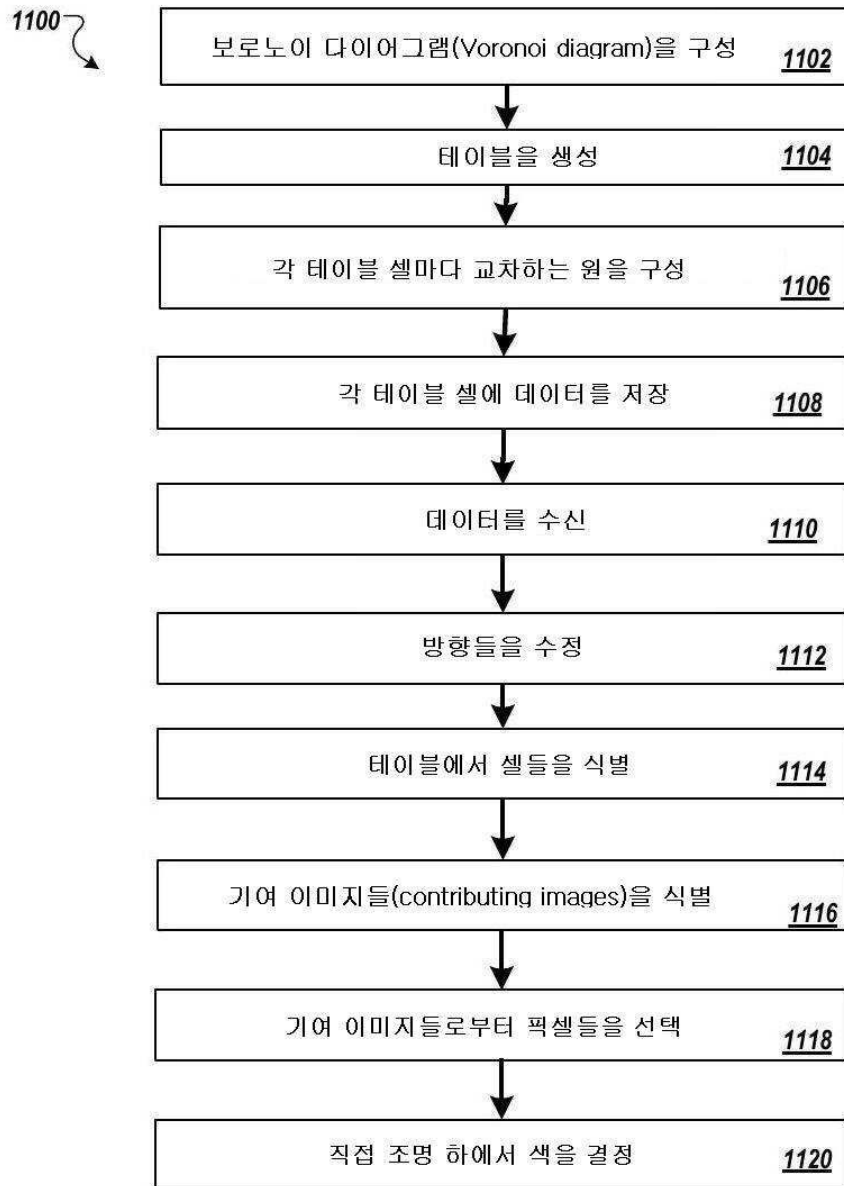 1100
보로노이 다이어그램(Voronoi diagram)을 구성 1102
테이블을 생성 1104
각 테이블 셀마다 교차하는 원을 구성 1106
각 테이블 셀에 데이터를 저장 1108
데이터를 수신 1110
방향들을 수정 1112
테이블에서 셀들을 식별 1114
기여 이미지들(contributing images)을 식별 1116
기여 이미지들로부터 픽셀들을 선택 1118
직접 조명 하에서 색을 결정 1120